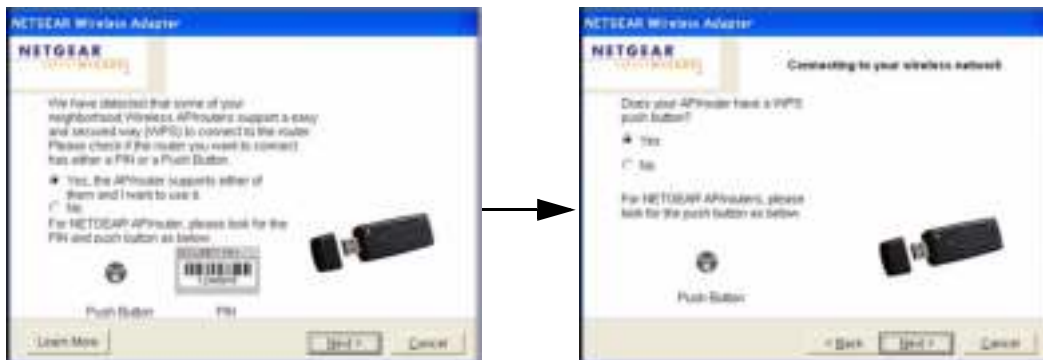 NETGEAR Wireless Adapter
NETGEAR
We have detected that some of your
neighborhood Wireless AP/routers support a easy
and secured way (WPS) to connect to the router.
Please check if the router you want to connect
has either a PIN or a Push Button.
Yes, the AP/router supports either of
them and I want to use it.
No
For NETGEAR AP/router, please look for the
PIN and push button as below:
Push Button
PIN
Learn More
Next >
Cancel
NETGEAR Wireless Adapter
NETGEAR
Connecting to your wireless network
Does your AP/router have a WPS
push button?
Yes
No
For NETGEAR AP/routers, please
look for the push button as below:
Push Button
< Back
Next >
Cancel